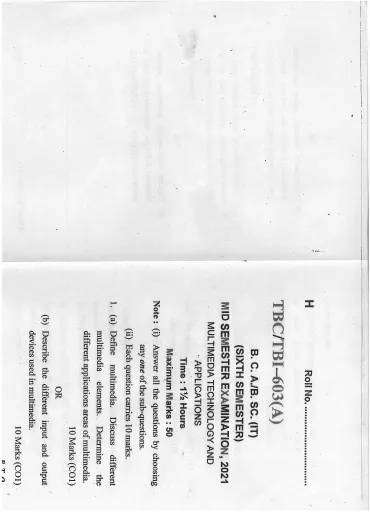 H
Roll No. ..............................
TBC/TBI–603(A)
B. C. A./B. SC. (IT)
(SIXTH SEMESTER)
MID SEMESTER EXAMINATION, 2021
MULTIMEDIA TECHNOLOGY AND
APPLICATIONS
Time : 1½ Hours
Maximum Marks : 50
Note : (i) Answer all the questions by choosing
any one of the sub-questions.
(ii) Each question carries 10 marks.
1. (a) Define multimedia. Discuss different
multimedia elements. Determine the
different applications areas of multimedia.
10 Marks (CO1)
OR
(b) Describe the different input and output
devices used in multimedia.
10 Marks (CO1)
P. T. O.